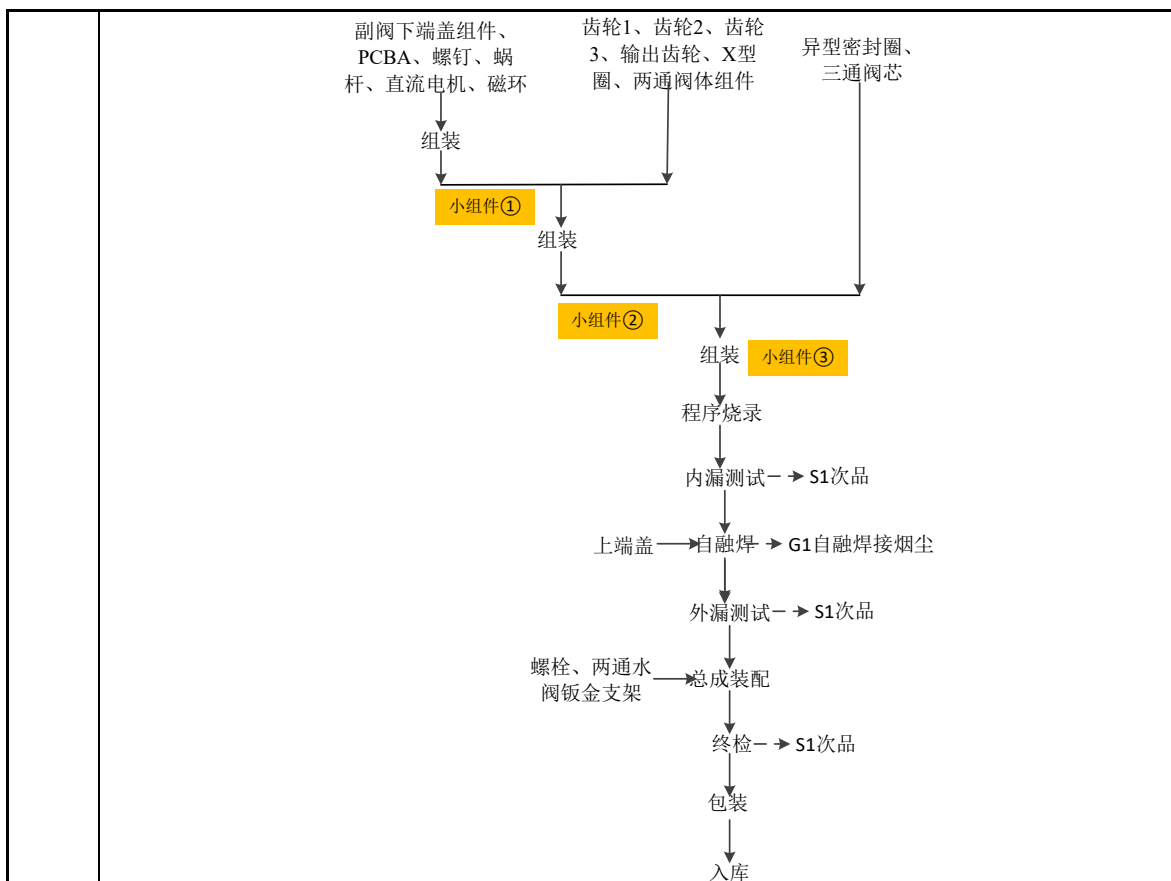 副阀下端盖组件、
PCBA、螺钉、蜗
杆、直流电机、磁环
齿轮1、齿轮2、齿轮
3、输出齿轮、X型
圈、两通阀体组件
异型密封圈、
三通阀芯
组装
小组件①
组装
小组件②
组装
小组件③
程序烧录
内漏测试
S1次品
上端盖
自融焊
G1自融焊接烟尘
外漏测试
S1次品
螺栓、两通水
阀钣金支架
总成装配
终检
S1次品
包装
入库